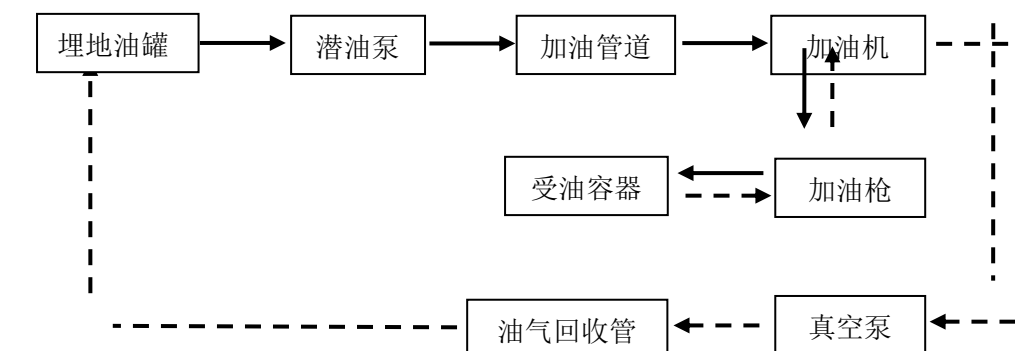 埋地油罐
潜油泵
加油管道
加油机
受油容器
加油枪
油气回收管
真空泵